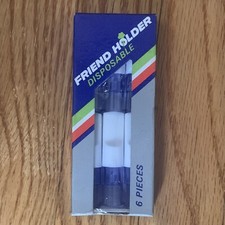 FRIEND HOLDER
DISPOSABLE
6 PIECES